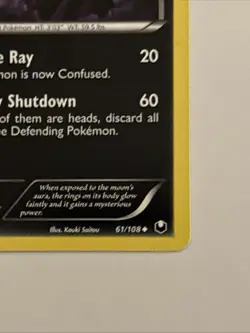 Pokémon. HT. 3'03" WT. 59.5 lbs.
e Ray 20
mon is now Confused.
y Shutdown 60
of them are heads, discard all
e Defending Pokémon.
When exposed to the moon's
aura, the rings on its body glow
faintly and it gains a mysterious
power.
Illus. Kouki Saitou 61/108 ◆